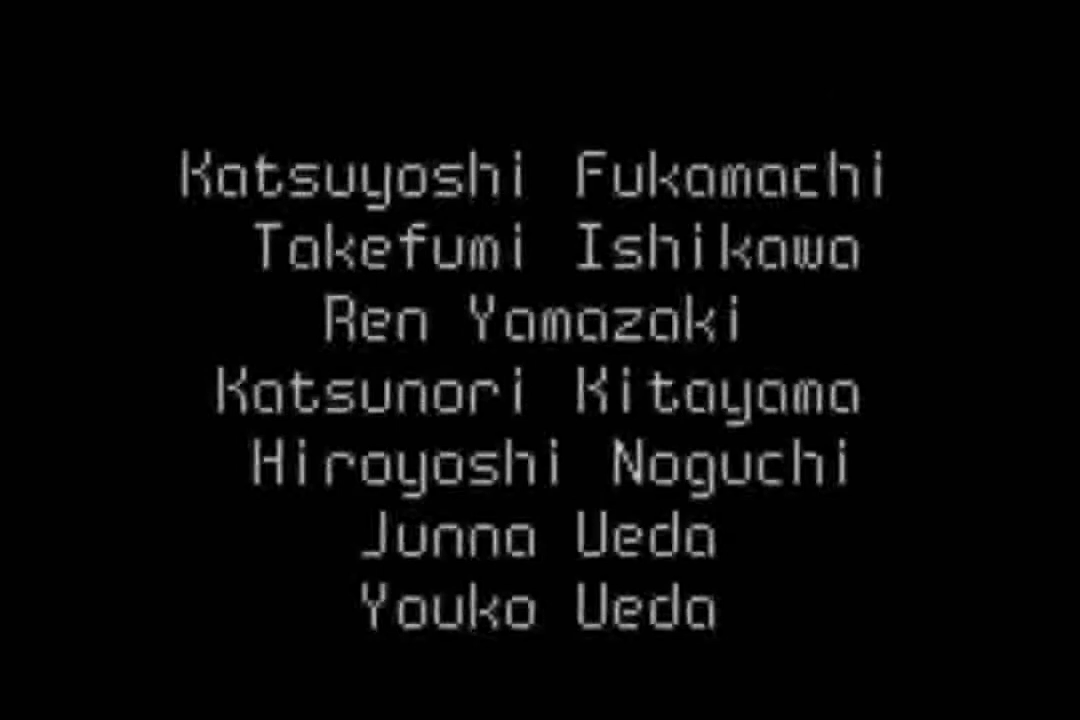 Katsuyoshi Fukamachi
Takefumi Ishikawa
Ren Yamazaki
Katsunori Kitayama
Hiroyoshi Noguchi
Junna Ueda
Youko Ueda